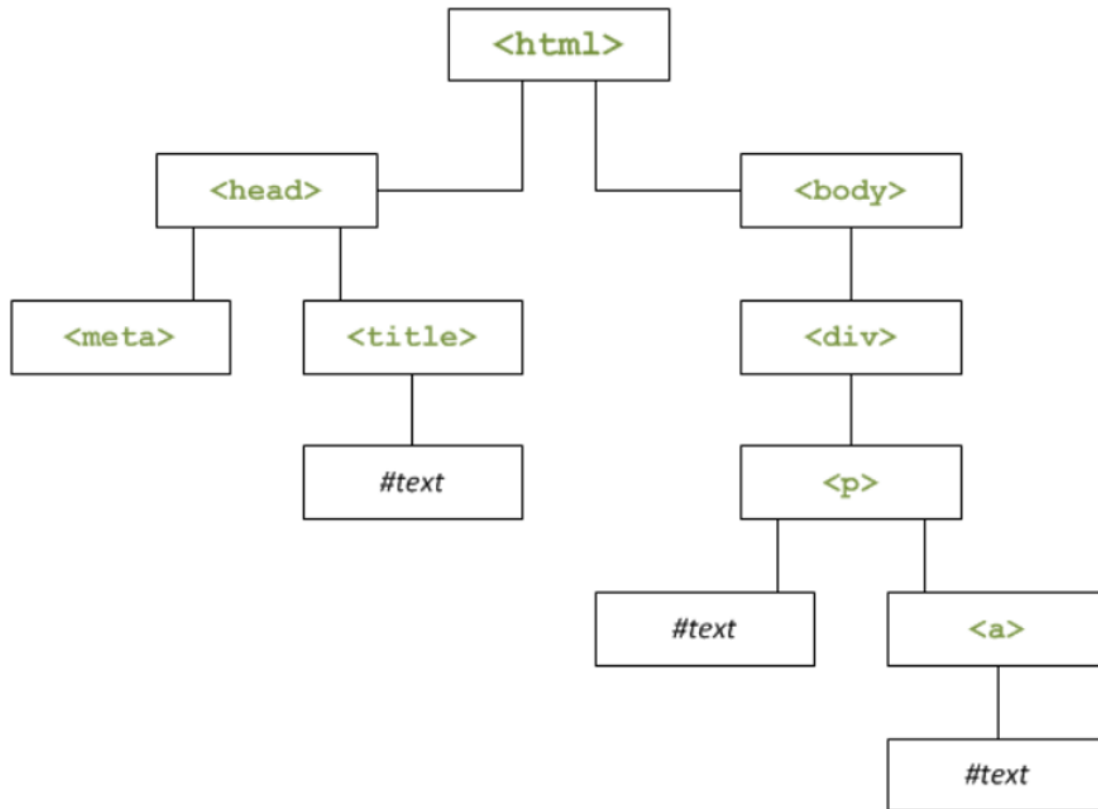 <html>
<head>
<body>
<meta>
<title>
<div>
#text
<p>
#text
<a>
#text